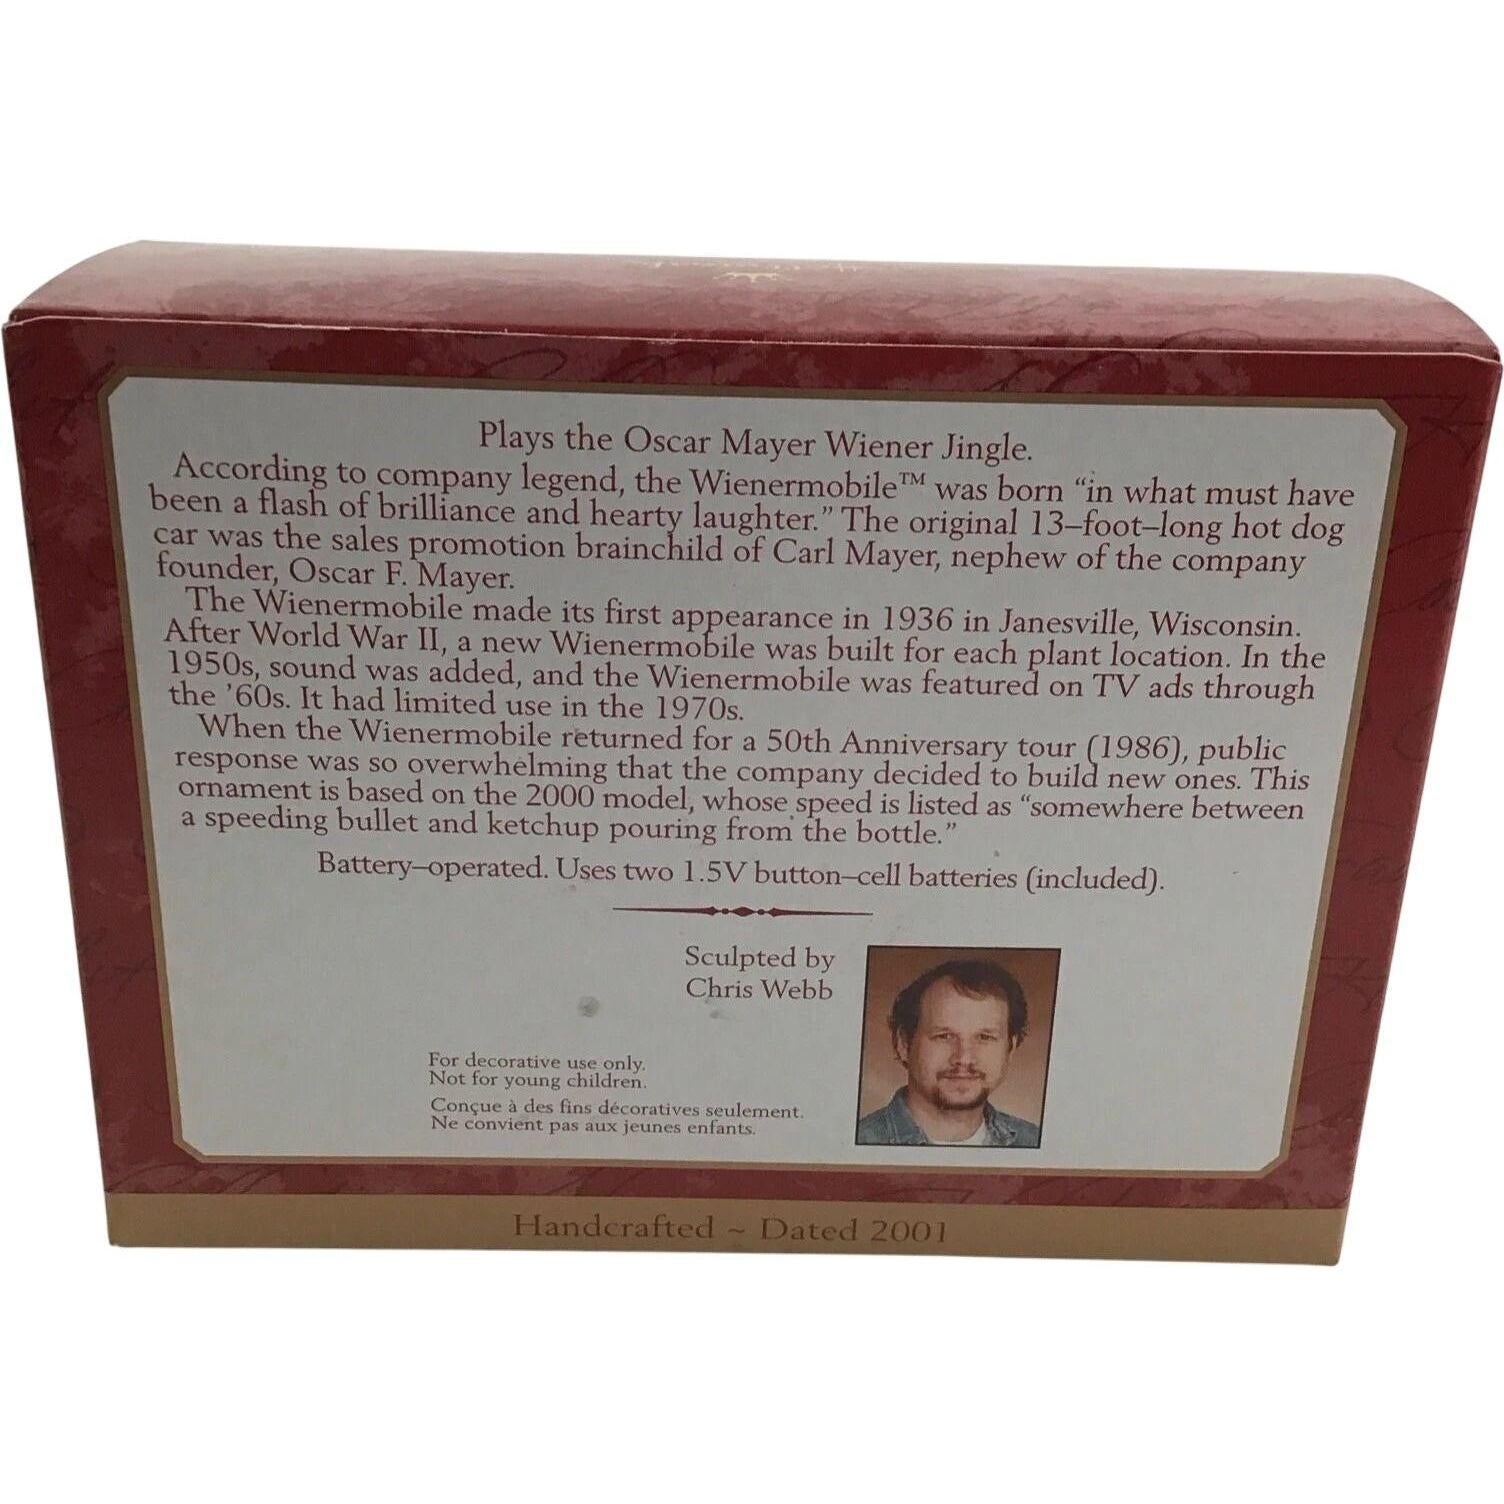 Plays the Oscar Mayer Wiener Jingle.
According to company legend, the Wienermobile™ was born “in what must have
been a flash of brilliance and hearty laughter.” The original 13–foot–long hot dog
car was the sales promotion brainchild of Carl Mayer, nephew of the company
founder, Oscar F. Mayer.
The Wienermobile made its first appearance in 1936 in Janesville, Wisconsin.
After World War II, a new Wienermobile was built for each plant location. In the
1950s, sound was added, and the Wienermobile was featured on TV ads through
the ’60s. It had limited use in the 1970s.
When the Wienermobile returned for a 50th Anniversary tour (1986), public
response was so overwhelming that the company decided to build new ones. This
ornament is based on the 2000 model, whose speed is listed as “somewhere between
a speeding bullet and ketchup pouring from the bottle.”
Battery–operated. Uses two 1.5V button–cell batteries (included).
Sculpted by
Chris Webb
For decorative use only.
Not for young children.
Conçue à des fins décoratives seulement.
Ne convient pas aux jeunes enfants.
Handcrafted ~ Dated 2001